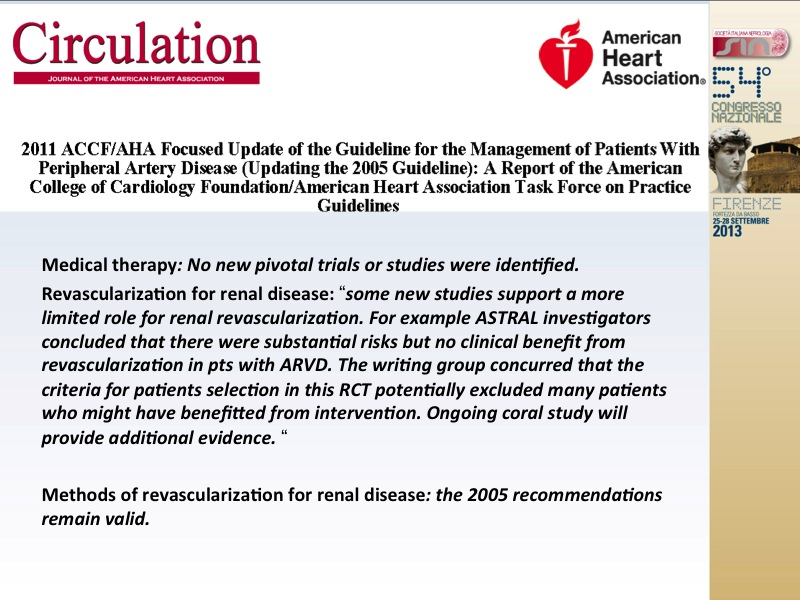 Circulation
JOURNAL OF THE AMERICAN HEART ASSOCIATION
American
Heart
Association®
2011 ACCF/AHA Focused Update of the Guideline for the Management of Patients With
Peripheral Artery Disease (Updating the 2005 Guideline): A Report of the American
College of Cardiology Foundation/American Heart Association Task Force on Practice
Guidelines
Medical therapy: No new pivotal trials or studies were identified.
Revascularization for renal disease: “some new studies support a more
limited role for renal revascularization. For example ASTRAL investigators
concluded that there were substantial risks but no clinical benefit from
revascularization in pts with ARVD. The writing group concurred that the
criteria for patients selection in this RCT potentially excluded many patients
who might have benefitted from intervention. Ongoing coral study will
provide additional evidence. “
Methods of revascularization for renal disease: the 2005 recommendations
remain valid.
SOCIETÀ ITALIANA NEFROLOGIA
SIN
54°
CONGRESSO
NAZIONALE
FIRENZE
FORTEZZA DA BASSO
25-28 SETTEMBRE
2013